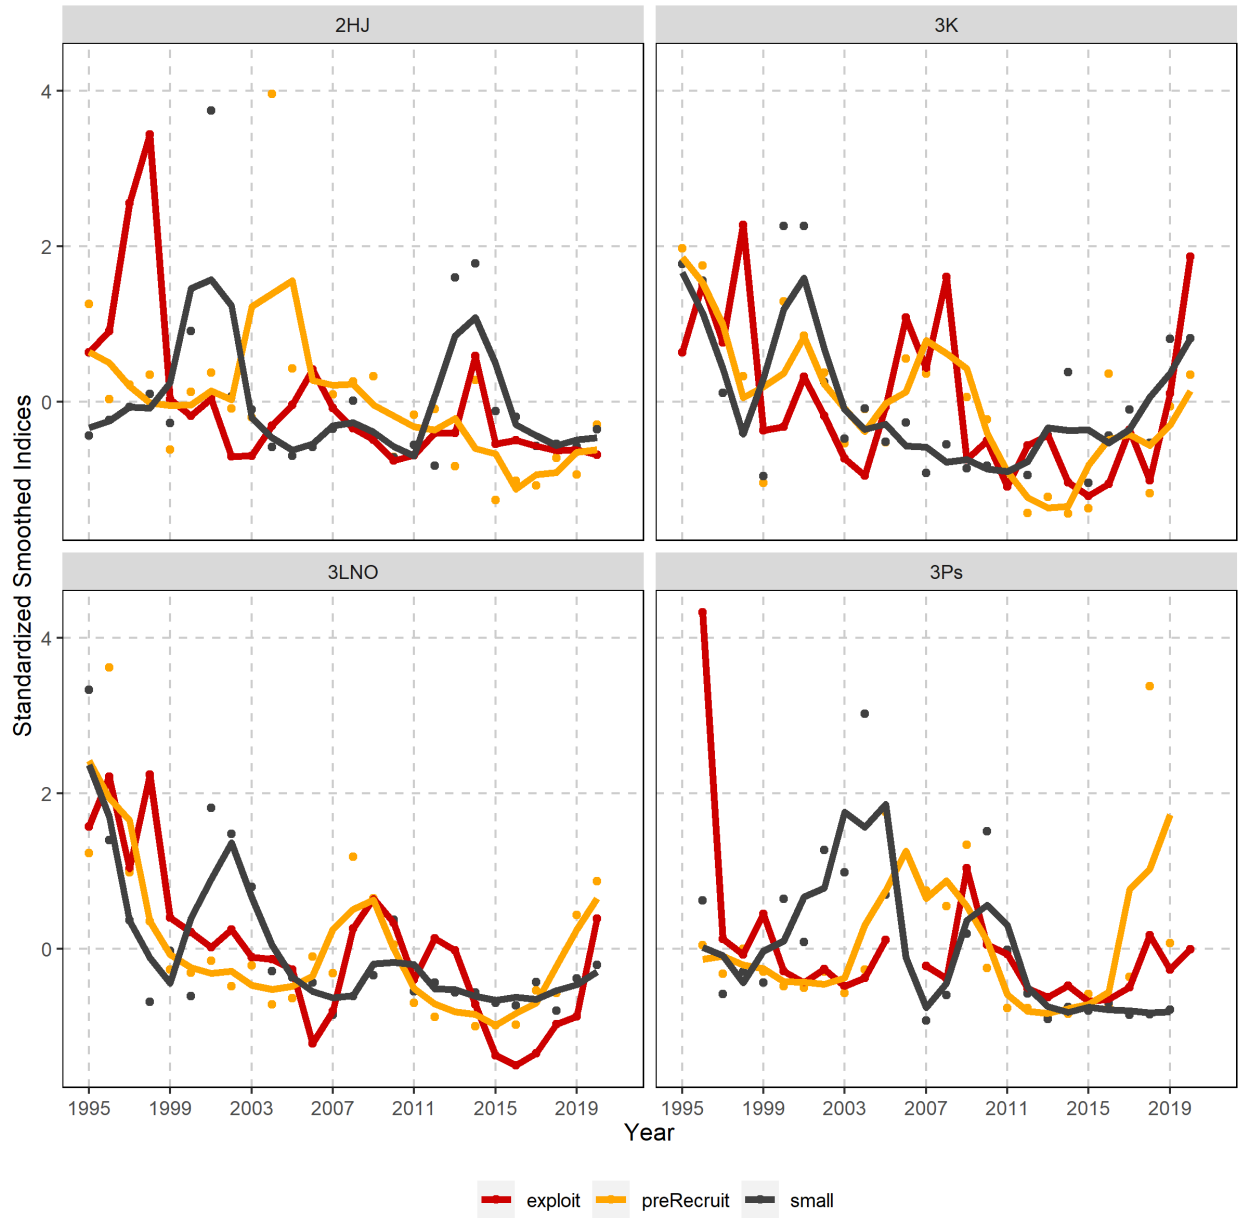 2HJ
3K
4
2
0
3LNO
3Ps
4
2
0
Standardized Smoothed Indices
1995 1999 2003 2007 2011 2015 2019
1995 1999 2003 2007 2011 2015 2019
Year
exploit preRecruit small